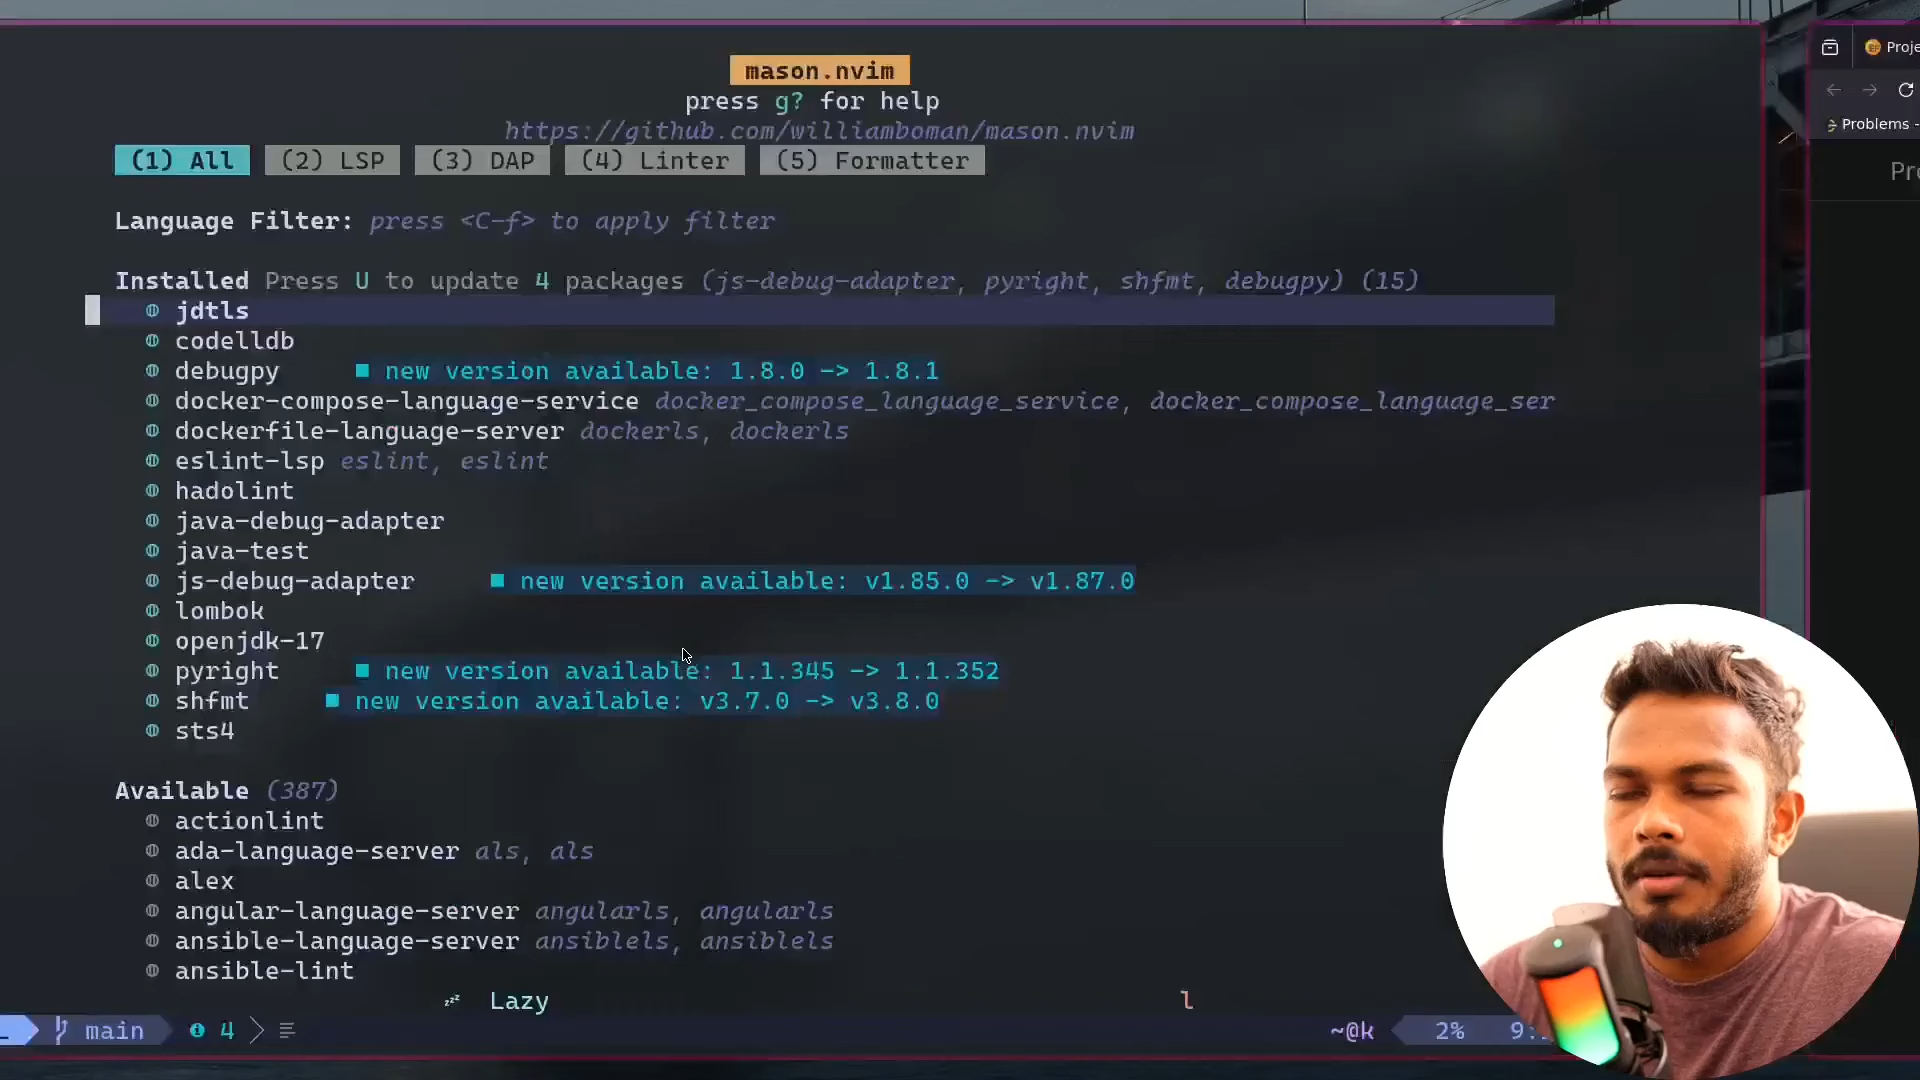 mason.nvim
press g? for help
https://github.com/williamboman/mason.nvim
(1) All (2) LSP (3) DAP (4) Linter (5) Formatter
Language Filter: press <C-f> to apply filter
Installed Press U to update 4 packages (js-debug-adapter, pyright, shfmt, debugpy) (15)
jdtls
codelldb
debugpy new version available: 1.8.0 -> 1.8.1
docker-compose-language-service docker_compose_language_service, docker_compose_language_ser
dockerfile-language-server dockerls, dockerls
eslint-lsp eslint, eslint
hadolint
java-debug-adapter
java-test
js-debug-adapter new version available: v1.85.0 -> v1.87.0
lombok
openjdk-17
pyright new version available: 1.1.345 -> 1.1.352
shfmt new version available: v3.7.0 -> v3.8.0
sts4
Available (387)
actionlint
ada-language-server als, als
alex
angular-language-server angularls, angularls
ansible-language-server ansiblels, ansiblels
ansible-lint
zzz Lazy l
main 4 ~@k 2% 9:
Proje
Problems -
Pro